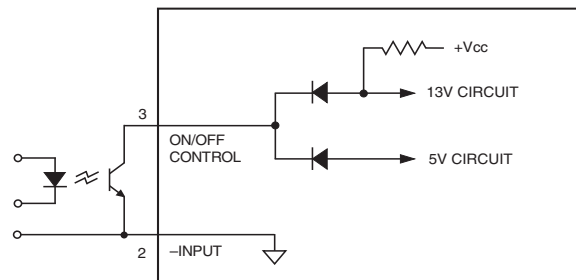 +Vcc
13V CIRCUIT
3
ON/OFF
CONTROL
5V CIRCUIT
2
–INPUT